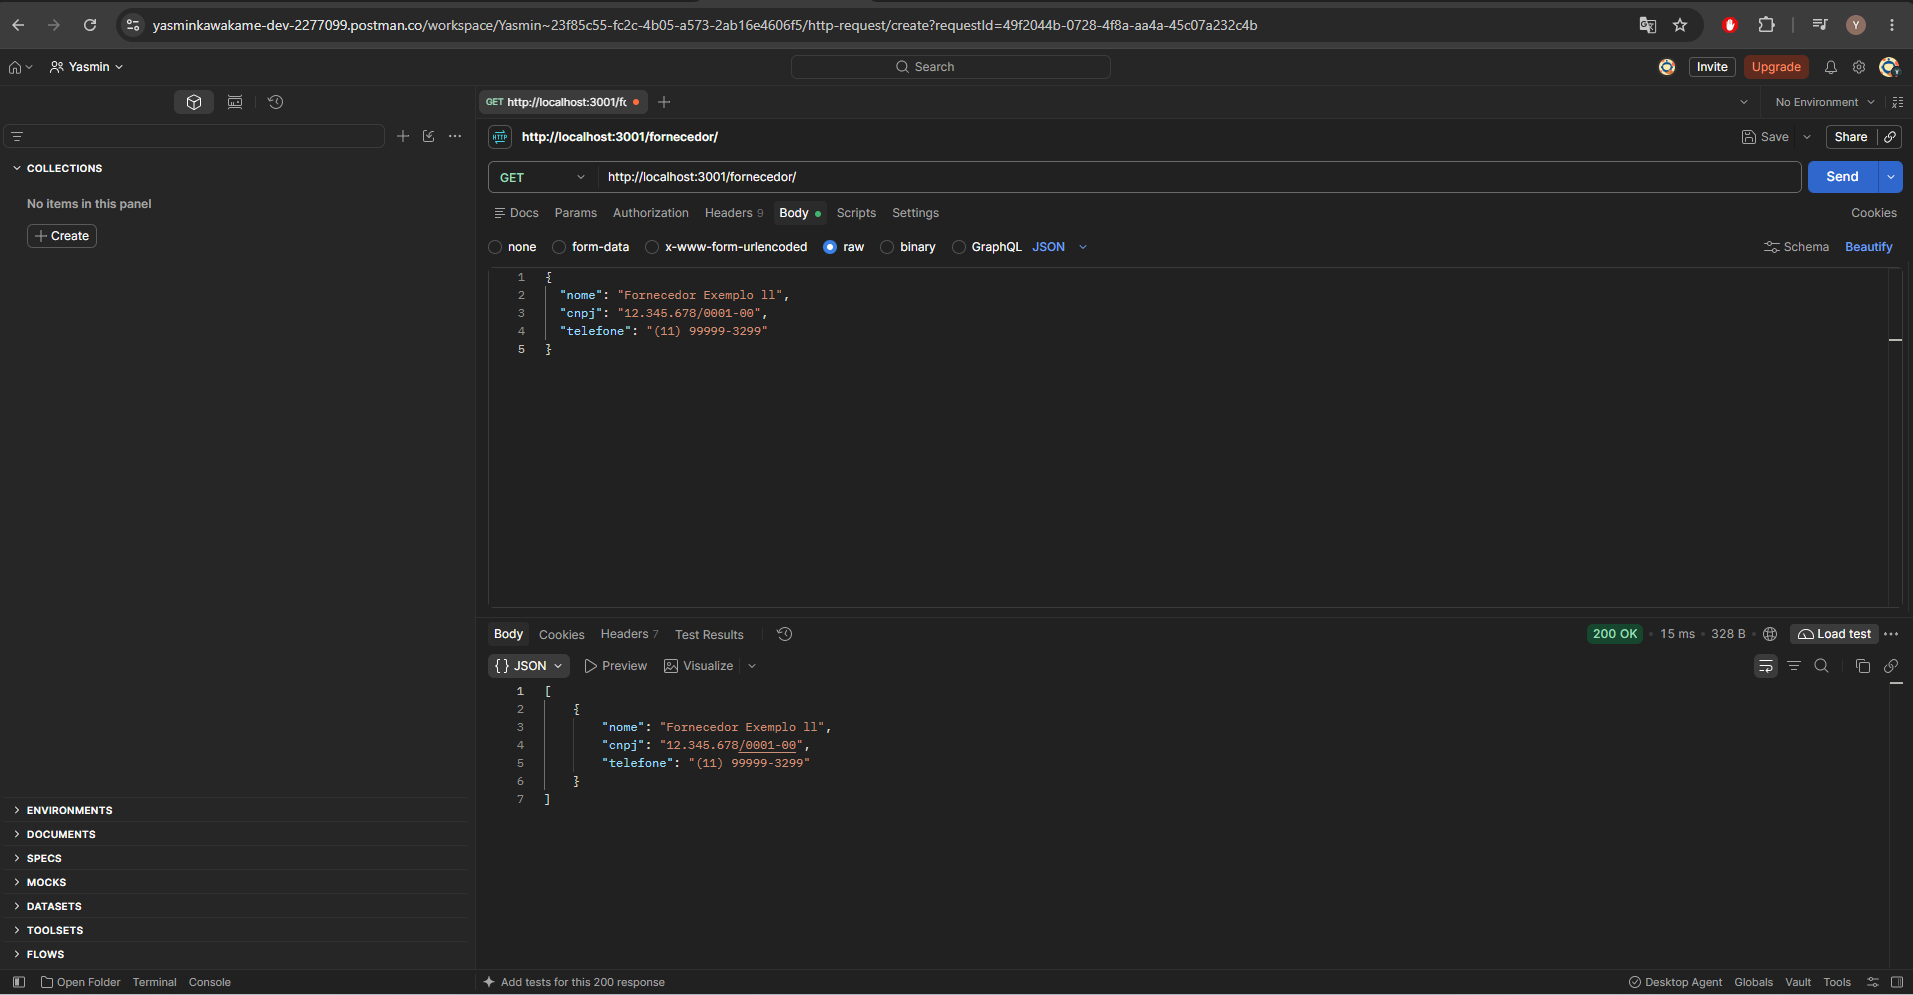 yasminkawakame-dev-2277099.postman.co/workspace/Yasmin~23f85c55-fc2c-4b05-a573-2ab16e4606f5/http-request/create?requestId=49f2044b-0728-4f8a-aa4a-45c07a232c4b
Y
Yasmin
Search
Invite
Upgrade
GET http://localhost:3001/fo
No Environment
HTTP
http://localhost:3001/fornecedor/
Save
Share
COLLECTIONS
No items in this panel
Create
GET
http://localhost:3001/fornecedor/
Send
Docs Params Authorization Headers 9 Body Scripts Settings
Cookies
none form-data x-www-form-urlencoded raw binary GraphQL JSON
Schema Beautify
1 {
2 "nome": "Fornecedor Exemplo ll",
3 "cnpj": "12.345.678/0001-00",
4 "telefone": "(11) 99999-3299"
5 }
Body Cookies Headers 7 Test Results
200 OK • 15 ms • 328 B
Load test
{} JSON Preview Visualize
1 [
2 {
3 "nome": "Fornecedor Exemplo ll",
4 "cnpj": "12.345.678/0001-00",
5 "telefone": "(11) 99999-3299"
6 }
7 ]
ENVIRONMENTS
DOCUMENTS
SPECS
MOCKS
DATASETS
TOOLSETS
FLOWS
Open Folder Terminal Console
Add tests for this 200 response
Desktop Agent Globals Vault Tools